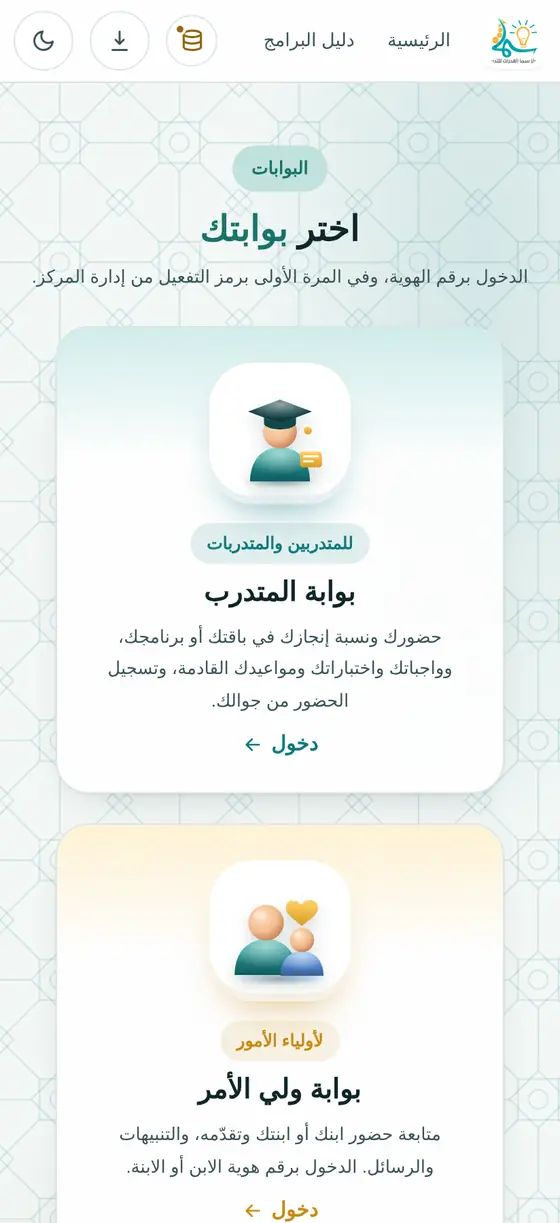 الرئيسية
دليل البرامج
البوابات
اختر بوابتك
الدخول برقم الهوية، وفي المرة الأولى برمز التفعيل من إدارة المركز.
للمتدربين والمتدربات
بوابة المتدرب
حضورك ونسبة إنجازك في باقتك أو برنامجك،
وواجباتك واختباراتك ومواعيدك القادمة، وتسجيل
الحضور من جوالك.
دخول ←
لأولياء الأمور
بوابة ولي الأمر
متابعة حضور ابنك أو ابنتك وتقدّمه، والتنبيهات
والرسائل. الدخول برقم هوية الابن أو الابنة.
دخول ←